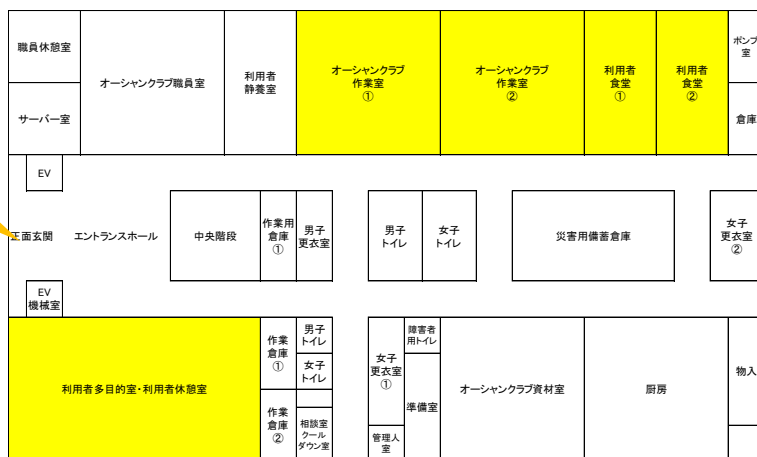 職員休憩室
サーバー室
オーシャンクラブ職員室
利用者
静養室
オーシャンクラブ
作業室
①
オーシャンクラブ
作業室
②
利用者
食堂
①
利用者
食堂
②
ポンプ
室
倉庫
EV
正面玄関
エントランスホール
中央階段
作業用
倉庫
①
男子
更衣室
男子
トイレ
女子
トイレ
災害用備蓄倉庫
女子
更衣室
②
EV
機械室
利用者多目的室・利用者休憩室
作業
倉庫
①
作業
倉庫
②
男子
トイレ
女子
トイレ
相談室
クール
ダウン室
女子
更衣室
①
管理人
室
障害者
用トイレ
準備室
オーシャンクラブ資材室
厨房
物入